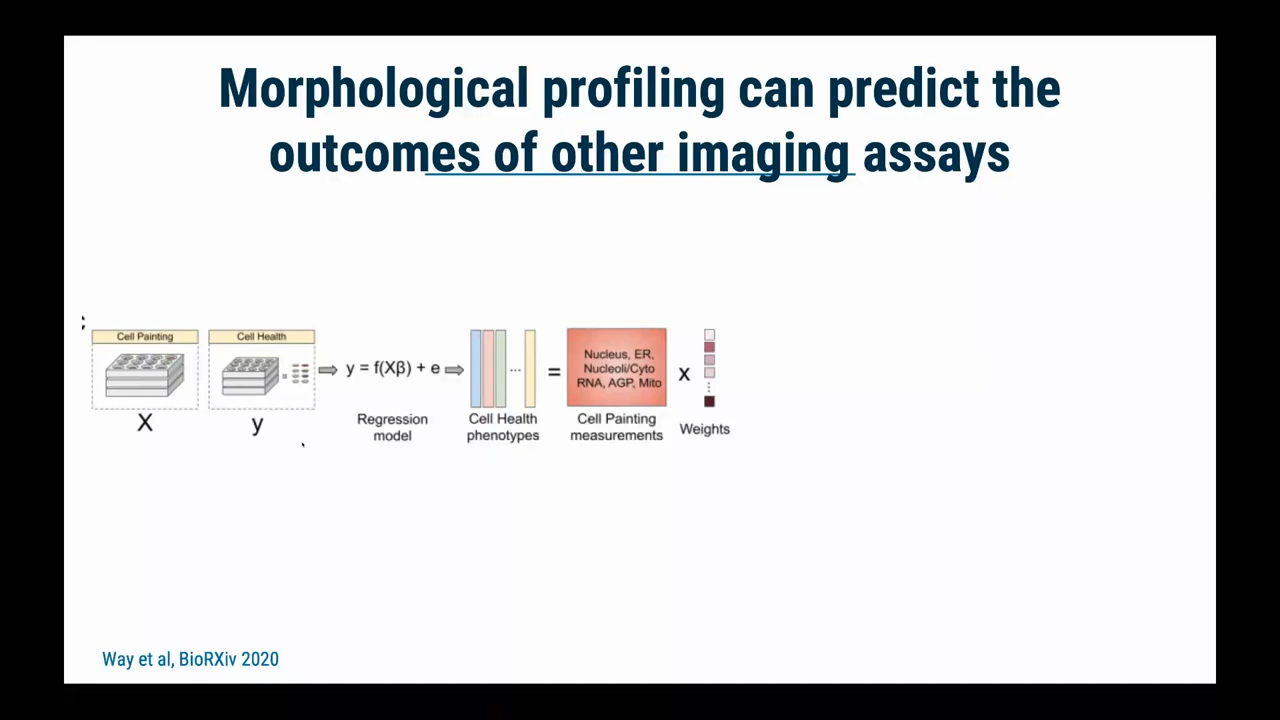 Morphological profiling can predict the
outcomes of other imaging assays
Cell Painting
X
Cell Health
=
y
y = f(Xβ) + e
Regression
model
...
Cell Health
phenotypes
=
Nucleus, ER,
Nucleoli/Cyto
RNA, AGP, Mito
Cell Painting
measurements
x
Weights
Way et al, BioRXiv 2020